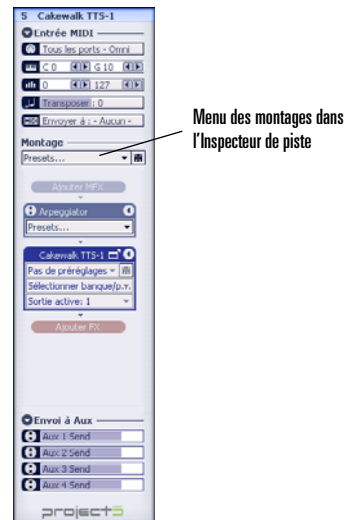 5 Cakewalk TTS-1
Entrée MIDI
Tous les ports - Omni
C 0 G 10
0 127
Transposer : 0
Envoyer à : - Aucun -
Montage
Presets...
Menu des montages dans
l'Inspecteur de piste
Ajouter MFX
Arpeggiator
Presets...
Cakewalk TTS-1
Pas de préréglages
Sélectionner banque/p...
Sortie active: 1
Ajouter FX
Envoi á Aux
Aux 1 Send
Aux 2 Send
Aux 3 Send
Aux 4 Send
project5